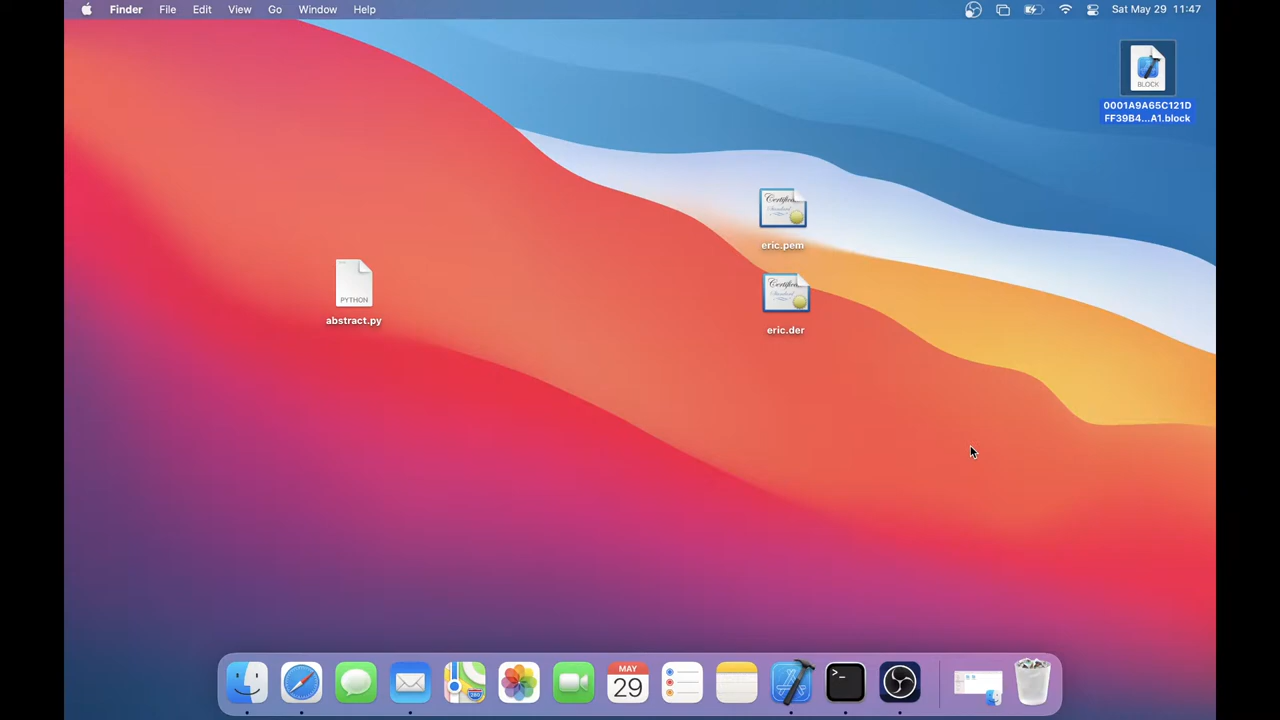 Finder File Edit View Go Window Help
Sat May 29 11:47
BLOCK
0001A9A65C121D
FF39B4...A1.block
eric.pem
PYTHON
abstract.py
eric.der
MAY
29
>_